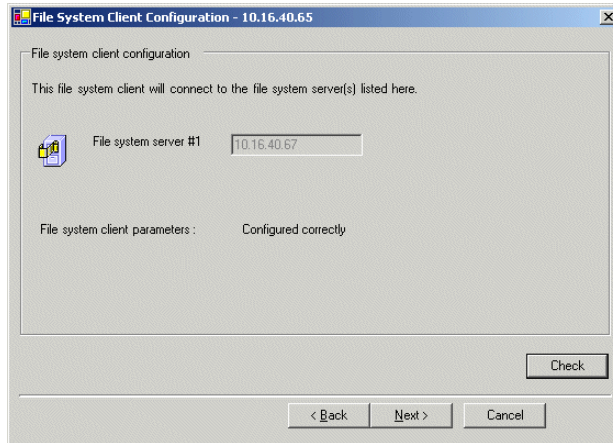 File System Client Configuration - 10.16.40.65
File system client configuration
This file system client will connect to the file system server(s) listed here.
File system server #1 10.16.40.67
File system client parameters : Configured correctly
Check
< Back Next > Cancel